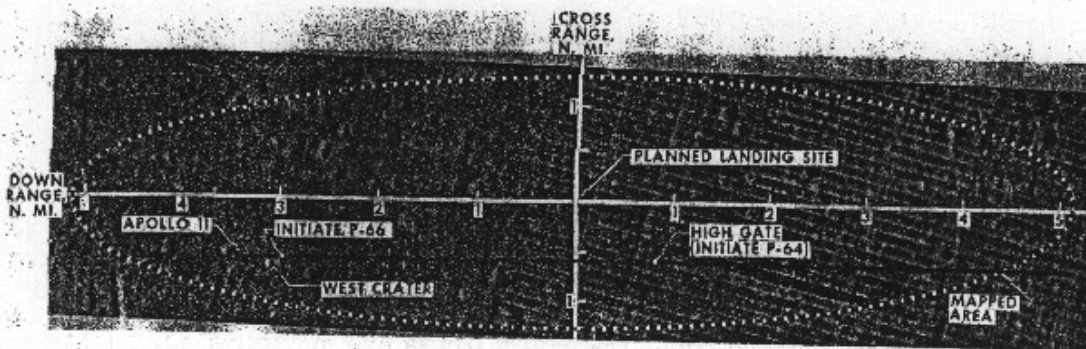 CROSS
RANGE,
N. MI.
1
PLANNED LANDING SITE
DOWN
RANGE,
N. MI.
5 4 3 2 1 1 2 3 4 5
APOLLO 11
INITIATE P-66
HIGH GATE
(INITIATE P-64)
WEST CRATER
1
MAPPED
AREA